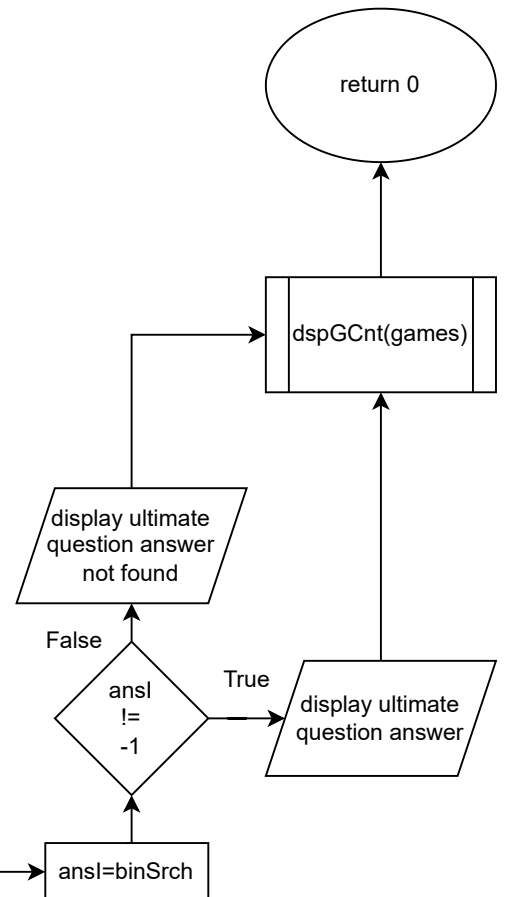 return 0
dspGCnt(games)
display ultimate
question answer
not found
False
True
ansI
!=
-1
display ultimate
question answer
ansI=binSrch